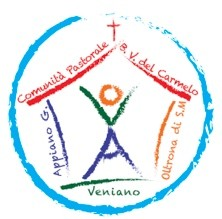 Comunità Pastorale
B. V. del Carmelo
Appiano G.
Oltrona di S.M.
Veniano